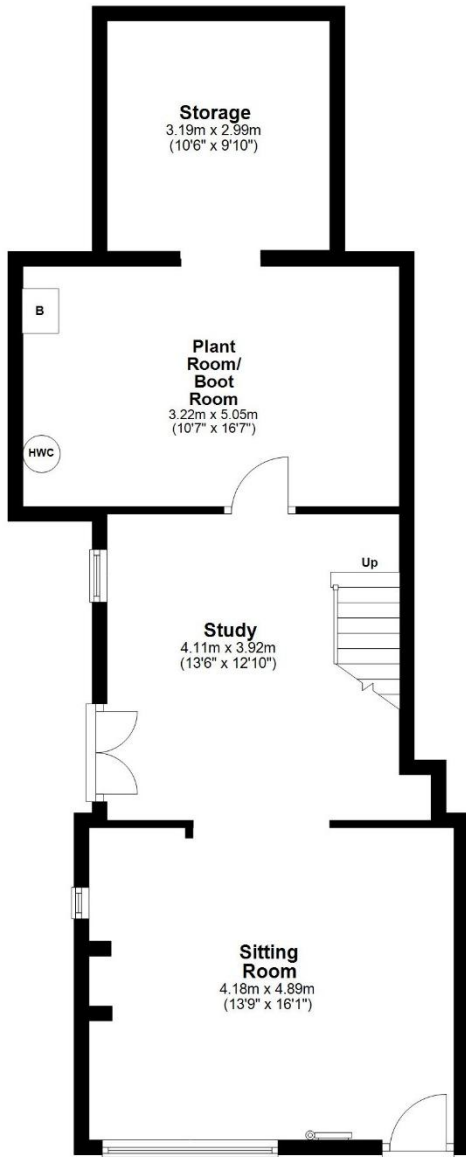 Storage
3.19m x 2.99m
(10'6" x 9'10")
B
Plant
Room/
Boot
Room
3.22m x 5.05m
(10'7" x 16'7")
HWC
Up
Study
4.11m x 3.92m
(13'6" x 12'10")
Sitting
Room
4.18m x 4.89m
(13'9" x 16'1")